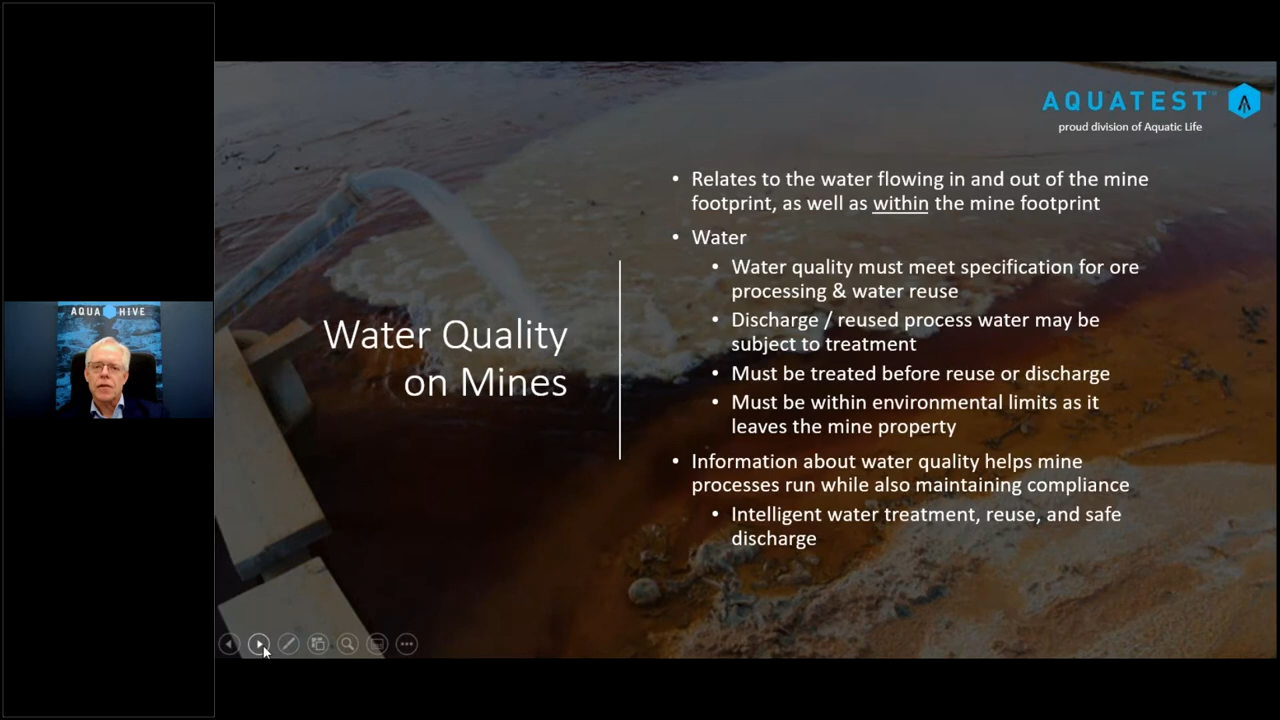 AQUA HIVE
AQUATEST
proud division of Aquatic Life
Water Quality
on Mines
• Relates to the water flowing in and out of the mine
footprint, as well as within the mine footprint
• Water
• Water quality must meet specification for ore
processing & water reuse
• Discharge / reused process water may be
subject to treatment
• Must be treated before reuse or discharge
• Must be within environmental limits as it
leaves the mine property
• Information about water quality helps mine
processes run while also maintaining compliance
• Intelligent water treatment, reuse, and safe
discharge